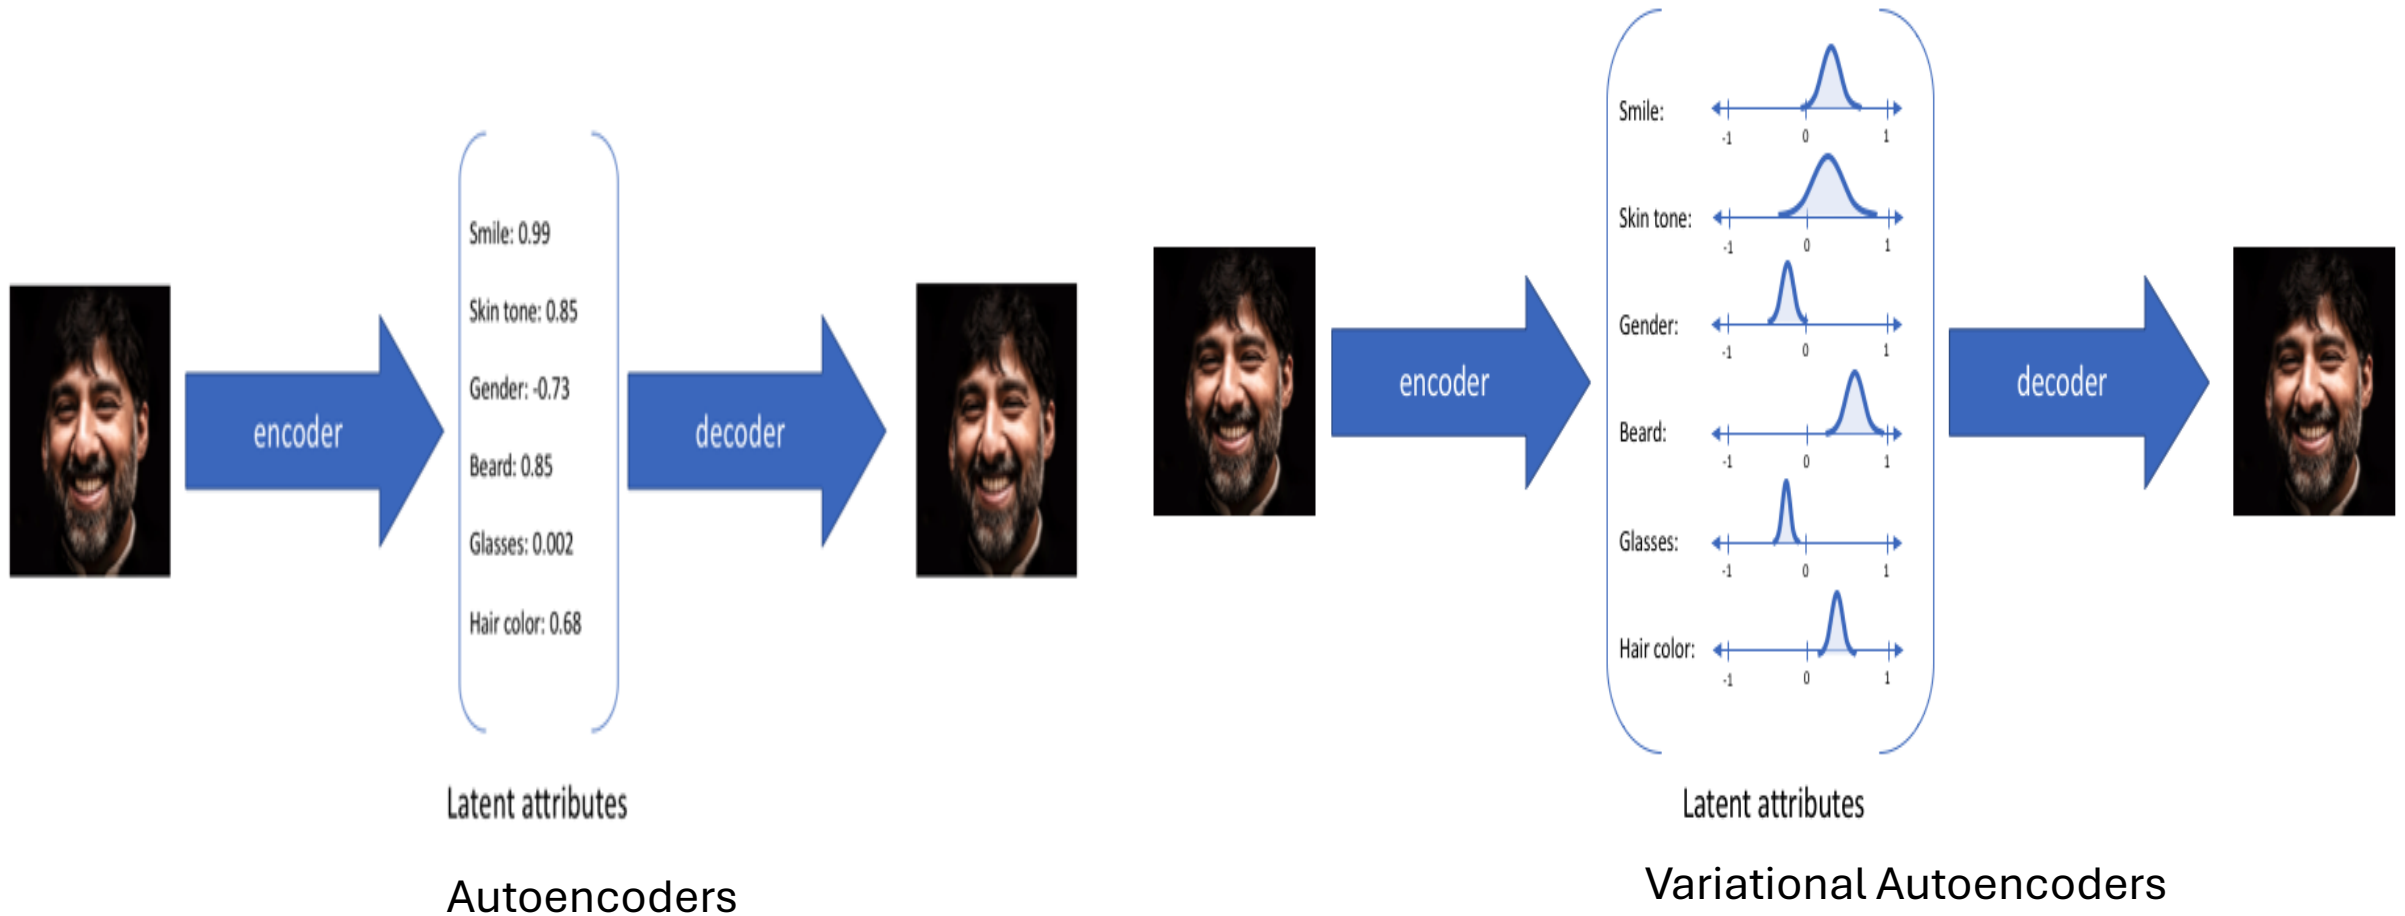 encoder
Smile: 0.99
Skin tone: 0.85
Gender: -0.73
Beard: 0.85
Glasses: 0.002
Hair color: 0.68
decoder
Latent attributes
Autoencoders
encoder
Smile:
-1 0 1
Skin tone:
-1 0 1
Gender:
-1 0 1
Beard:
-1 0 1
Glasses:
-1 0 1
Hair color:
-1 0 1
decoder
Latent attributes
Variational Autoencoders